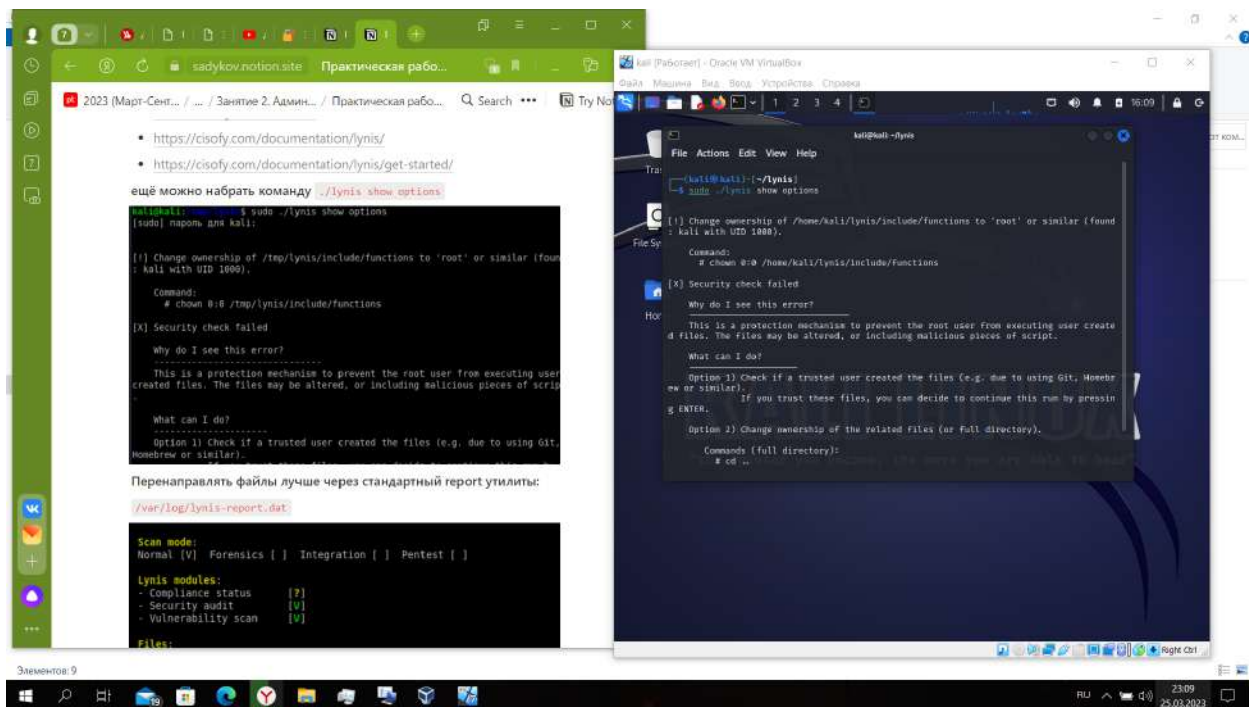 sadykov.notion.site Практическая рабо...
2023 (Март-Сент... / ... / Занятие 2. Админ... / Практическая рабо... Search ••• Try No
https://cisofy.com/documentation/lynis/
https://cisofy.com/documentation/lynis/get-started/
ещё можно набрать команду ./lynis show options
$ sudo ./lynis show options
[sudo] пароль для kali:
[!] Change ownership of /tmp/lynis/include/functions to 'root' or similar (foun
: kali with UID 1000).
Command:
# chown 0:0 /tmp/lynis/include/functions
[X] Security check failed
Why do I see this error?
-------------------------------
This is a protection mechanism to prevent the root user from executing user
created files. The files may be altered, or including malicious pieces of scrip
.
What can I do?
---------------------
Option 1) Check if a trusted user created the files (e.g. due to using Git,
Homebrew or similar).
Перенаправлять файлы лучше через стандартный report утилиты:
/var/log/lynis-report.dat
Scan mode:
Normal [V] Forensics [ ] Integration [ ] Pentest [ ]
Lynis modules:
- Compliance status [?]
- Security audit [V]
- Vulnerability scan [V]
Files:
kali [Работает] - Oracle VM VirtualBox
Файл Машина Вид Ввод Устройства Справка
1 2 3 4 16:09
Tra
File Sy
Ho
kali@kali: ~/lynis
File Actions Edit View Help
(kali㉿kali)-[~/lynis]
$ sudo ./lynis show options
[!] Change ownership of /home/kali/lynis/include/functions to 'root' or similar (found
: kali with UID 1000).
Command:
# chown 0:0 /home/kali/lynis/include/functions
[X] Security check failed
Why do I see this error?
This is a protection mechanism to prevent the root user from executing user create
d files. The files may be altered, or including malicious pieces of script.
What can I do?
Option 1) Check if a trusted user created the files (e.g. due to using Git, Homebr
ew or similar).
If you trust these files, you can decide to continue this run by pressin
g ENTER.
Option 2) Change ownership of the related files (or full directory).
Commands (full directory):
# cd ..
Right Ctrl
Элементов: 9
19
RU 23:09
25.03.2023